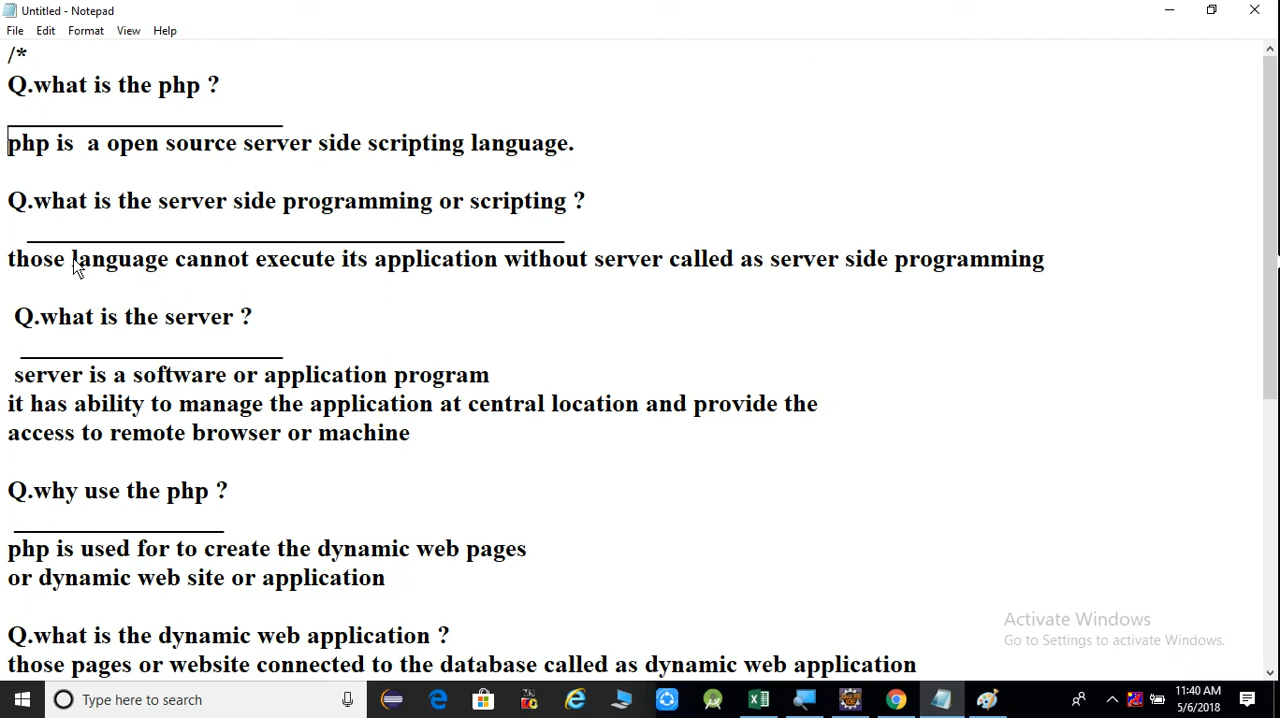 Untitled - Notepad
File Edit Format View Help
/*
Q.what is the php ?
php is  a open source server side scripting language.
Q.what is the server side programming or scripting ?
those language cannot execute its application without server called as server side programming
Q.what is the server ?
server is a software or application program
it has ability to manage the application at central location and provide the
access to remote browser or machine
Q.why use the php ?
php is used for to create the dynamic web pages
or dynamic web site or application
Q.what is the dynamic web application ?
those pages or website connected to the database called as dynamic web application
Activate Windows
Go to Settings to activate Windows.
Type here to search
11:40 AM
5/6/2018